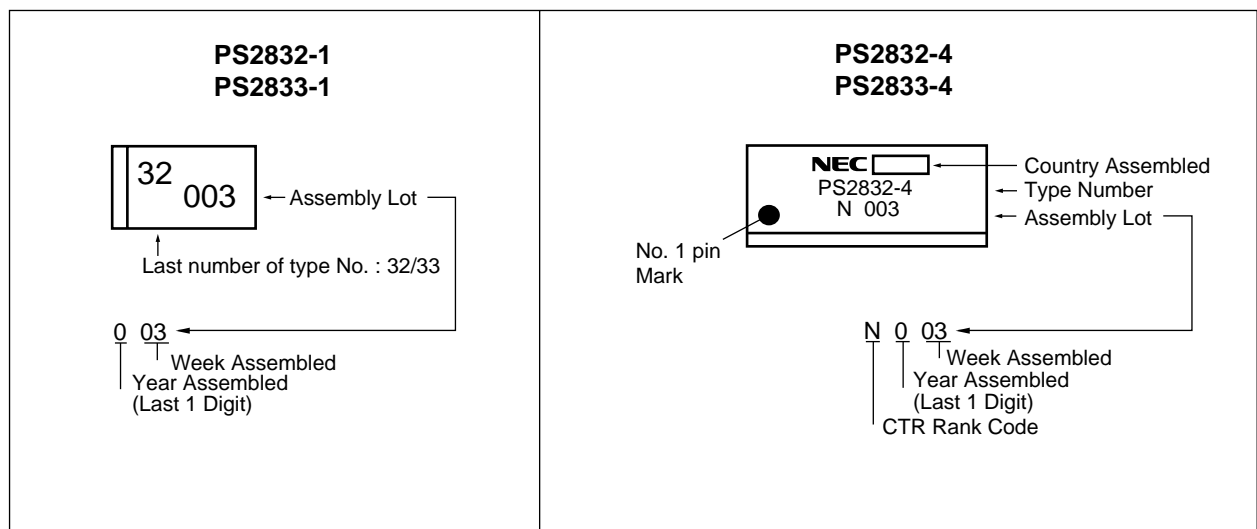 PS2832-1
PS2833-1
32
003
Assembly Lot
Last number of type No. : 32/33
0 03
Week Assembled
Year Assembled
(Last 1 Digit)
PS2832-4
PS2833-4
NEC
PS2832-4
N 003
Country Assembled
Type Number
Assembly Lot
No. 1 pin
Mark
N 0 03
Week Assembled
Year Assembled
(Last 1 Digit)
CTR Rank Code